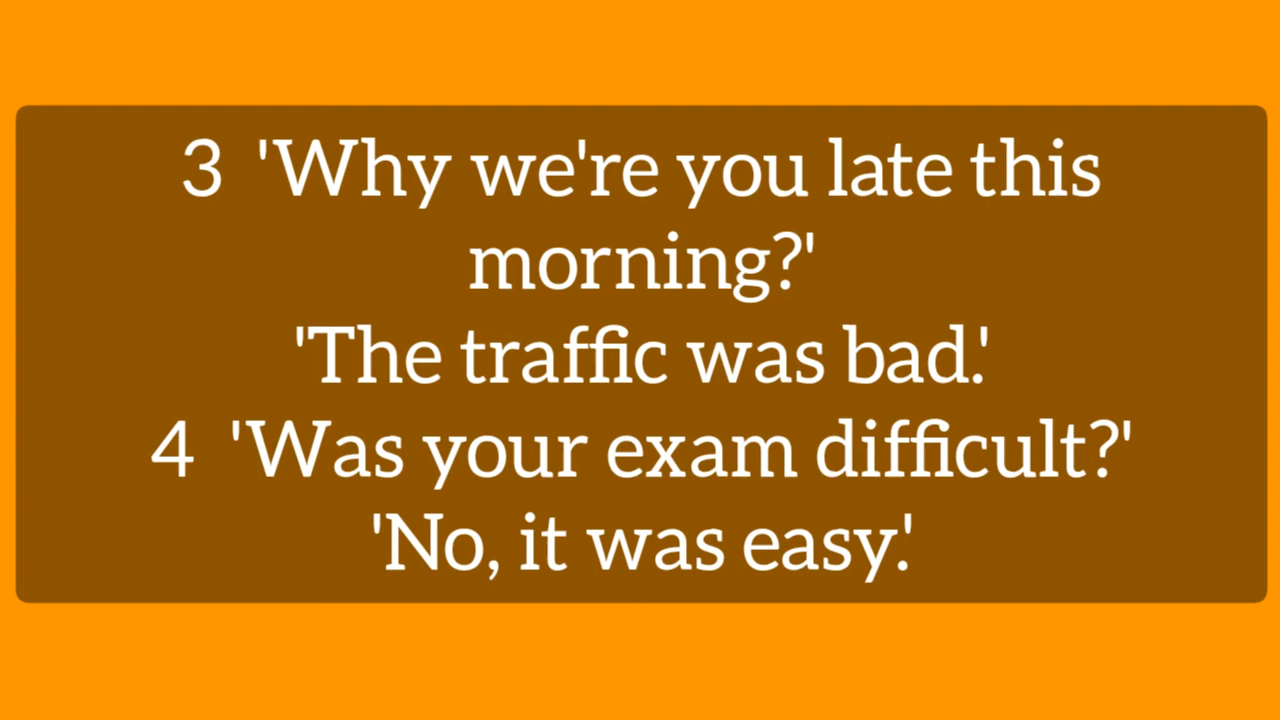 3 'Why we're you late this
morning?'
'The traffic was bad.'
4 'Was your exam difficult?'
'No, it was easy.'